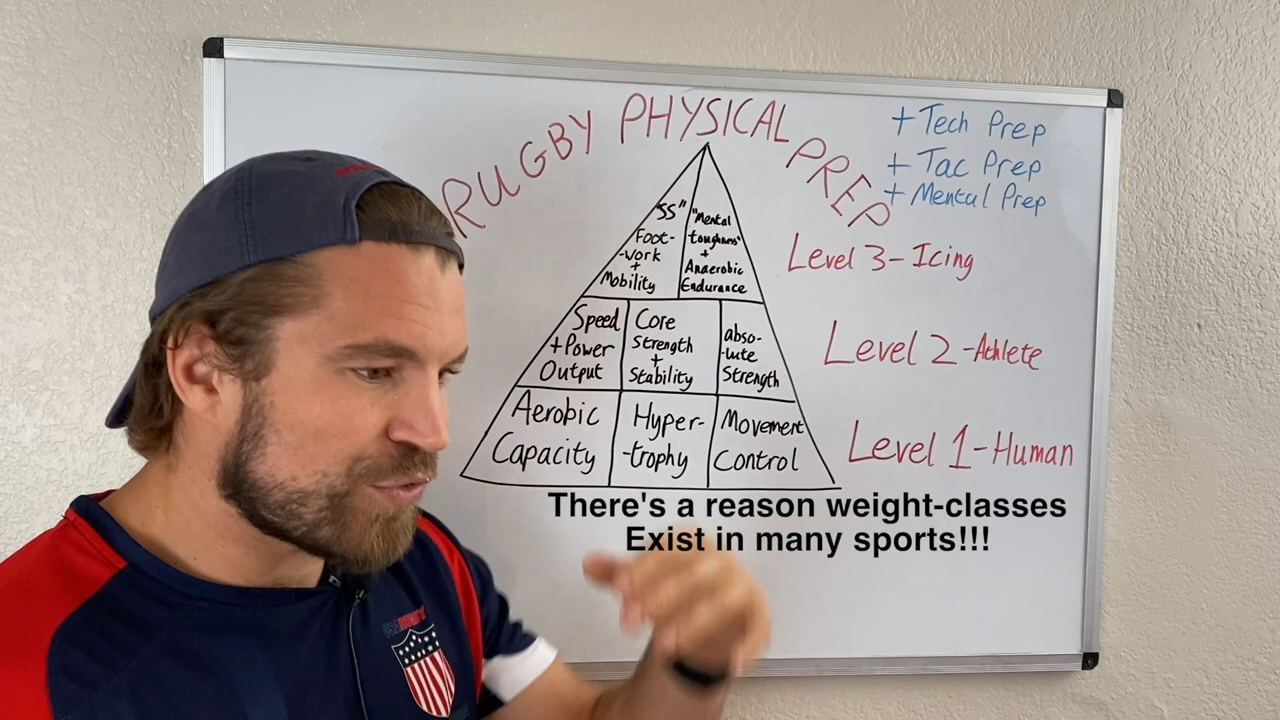 RUGBY PHYSICAL PREP
+ Tech Prep
+ Tac Prep
+ Mental Prep
"SS"
Foot-
-work
+
Mobility
"Mental
toughness"
+
Anaerobic
Endurance
Level 3 - Icing
Speed
+ Power
Output
Core
Strength
+
Stability
abso-
-lute
Strength
Level 2 - Athlete
Aerobic
Capacity
Hyper-
-trophy
Movement
Control
Level 1 - Human
There's a reason weight-classes
Exist in many sports!!!
USA RUGBY